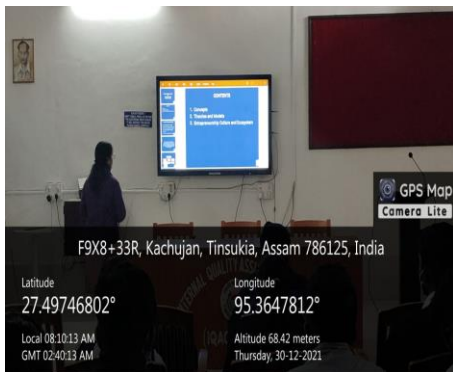 CONTENTS
1. Concepts
2. Theories and Models
3. Entrepreneurship Culture and Ecosystem
GPS Map
Camera Lite
F9X8+33R, Kachujan, Tinsukia, Assam 786125, India
Latitude
27.49746802°
Longitude
95.3647812°
Local 08:10:13 AM
GMT 02:40:13 AM
Altitude 68.42 meters
Thursday, 30-12-2021